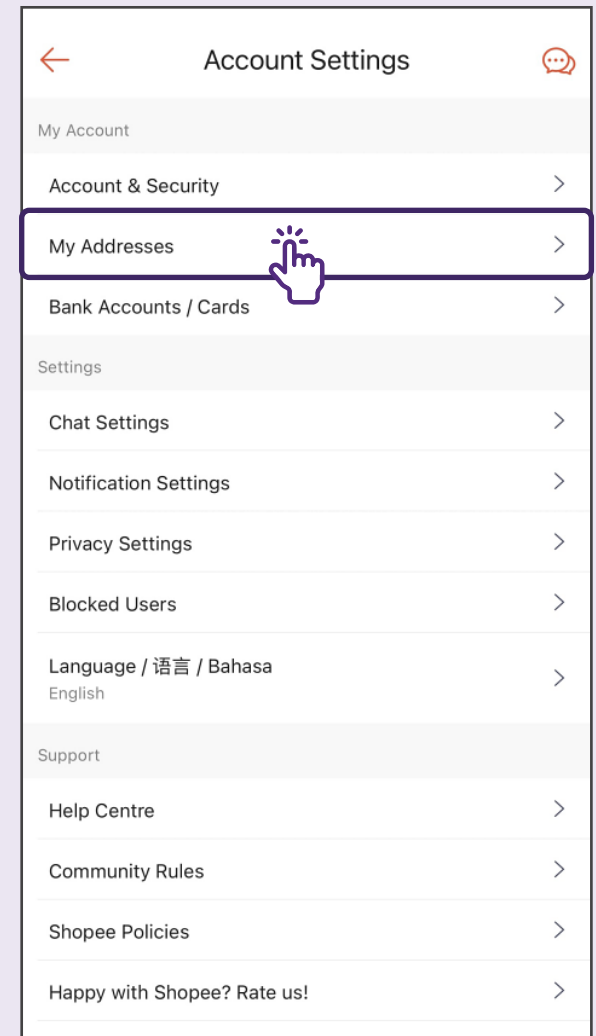 Account Settings
My Account
Account & Security
My Addresses
Bank Accounts / Cards
Settings
Chat Settings
Notification Settings
Privacy Settings
Blocked Users
Language / 语言 / Bahasa
English
Support
Help Centre
Community Rules
Shopee Policies
Happy with Shopee? Rate us!